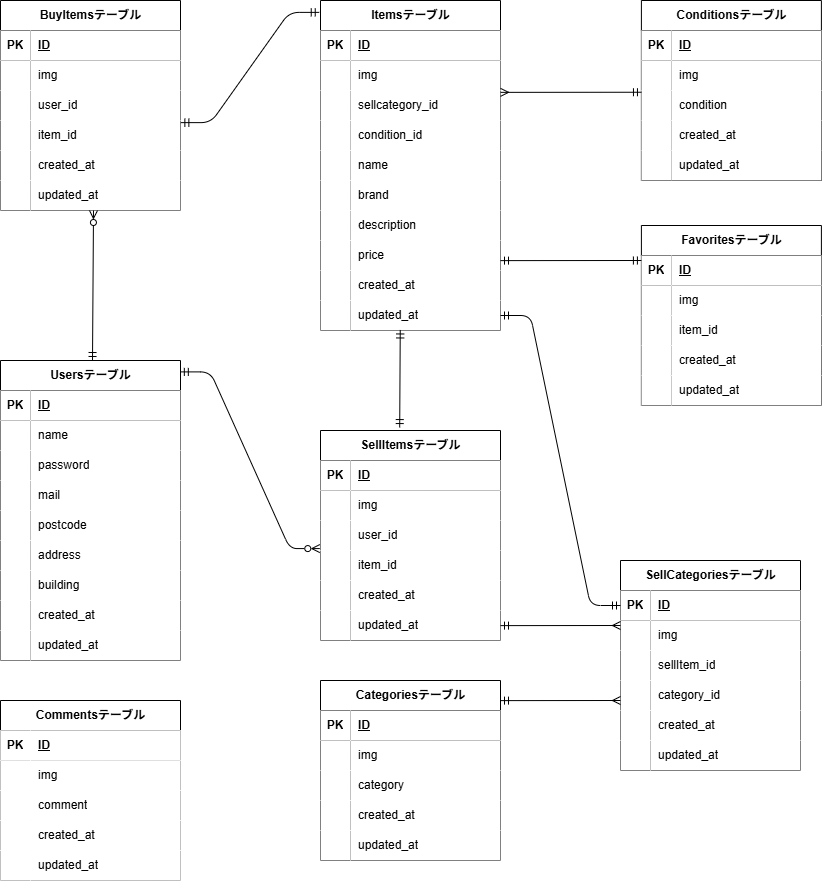 BuyItemsテーブル
PK ID
img
user_id
item_id
created_at
updated_at
Itemsテーブル
PK ID
img
sellcategory_id
condition_id
name
brand
description
price
created_at
updated_at
Conditionsテーブル
PK ID
img
condition
created_at
updated_at
Favoritesテーブル
PK ID
img
item_id
created_at
updated_at
Usersテーブル
PK ID
name
password
mail
postcode
address
building
created_at
updated_at
SellItemsテーブル
PK ID
img
user_id
item_id
created_at
updated_at
SellCategoriesテーブル
PK ID
img
sellItem_id
category_id
created_at
updated_at
Commentsテーブル
PK ID
img
comment
created_at
updated_at
Categoriesテーブル
PK ID
img
category
created_at
updated_at